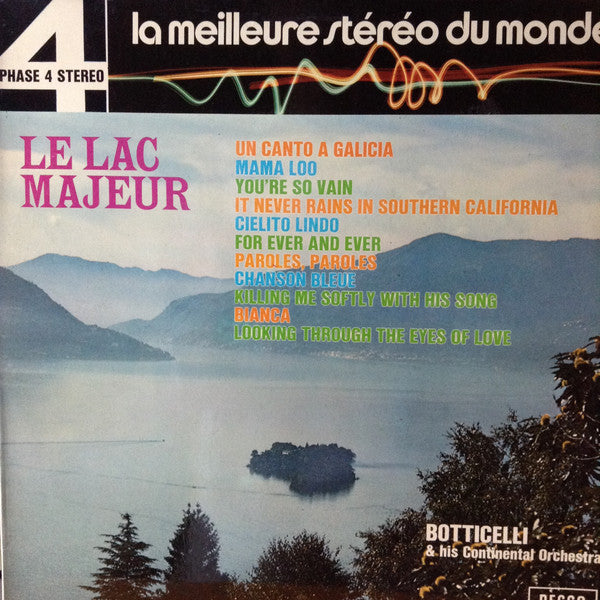 4
PHASE 4 STEREO
la meilleure stéréo du monde
LE LAC
MAJEUR
UN CANTO A GALICIA
MAMA LOO
YOU'RE SO VAIN
IT NEVER RAINS IN SOUTHERN CALIFORNIA
CIELITO LINDO
FOR EVER AND EVER
PAROLES, PAROLES
CHANSON BLEUE
KILLING ME SOFTLY WITH HIS SONG
BIANCA
LOOKING THROUGH THE EYES OF LOVE
BOTTICELLI
& his Continental Orchestra
DECCA